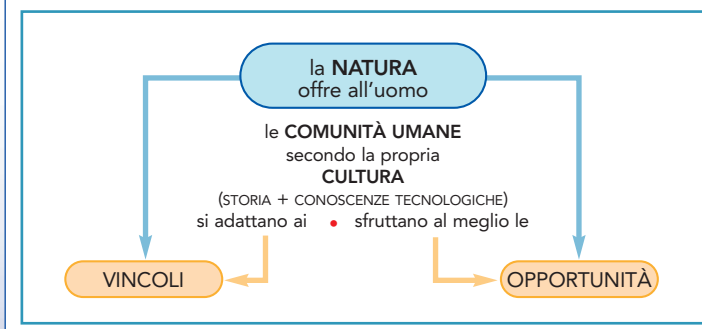 la NATURA
offre all'uomo
le COMUNITÀ UMANE
secondo la propria
CULTURA
(STORIA + CONOSCENZE TECNOLOGICHE)
si adattano ai • sfruttano al meglio le
VINCOLI
OPPORTUNITÀ